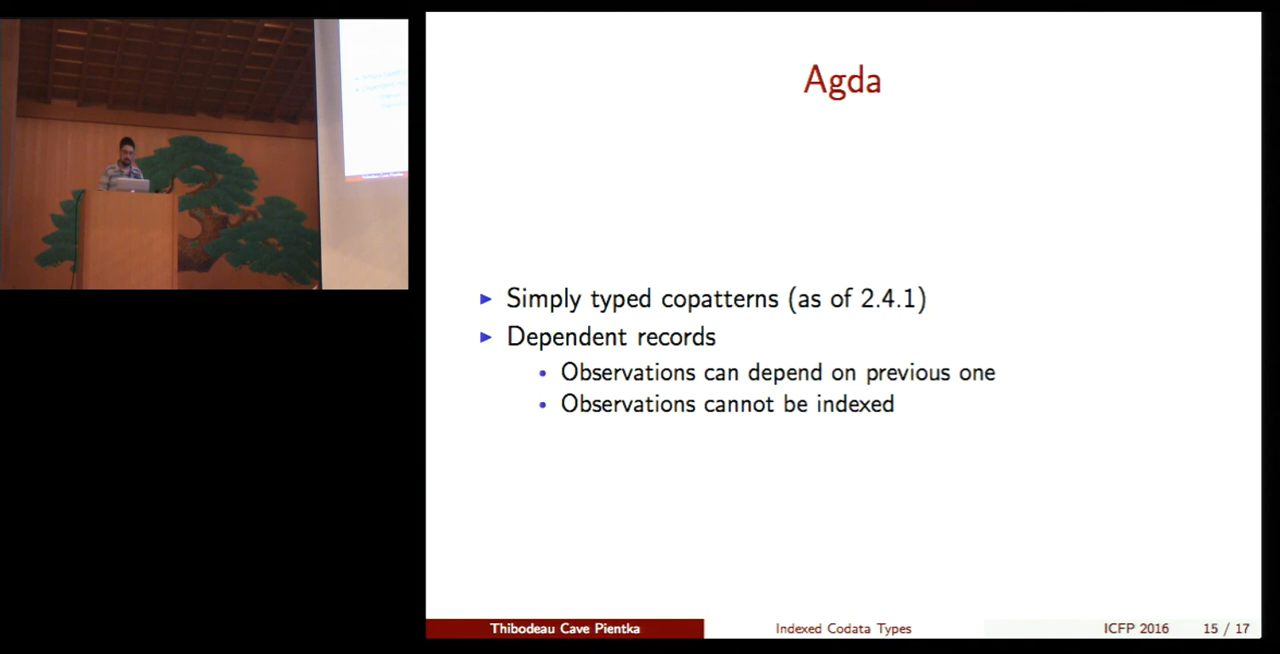 Agda
Simply typed copatterns (as of 2.4.1)
Dependent records
Observations can depend on previous one
Observations cannot be indexed
Thibodeau Cave Pientka
Indexed Codata Types
ICFP 2016
15 / 17